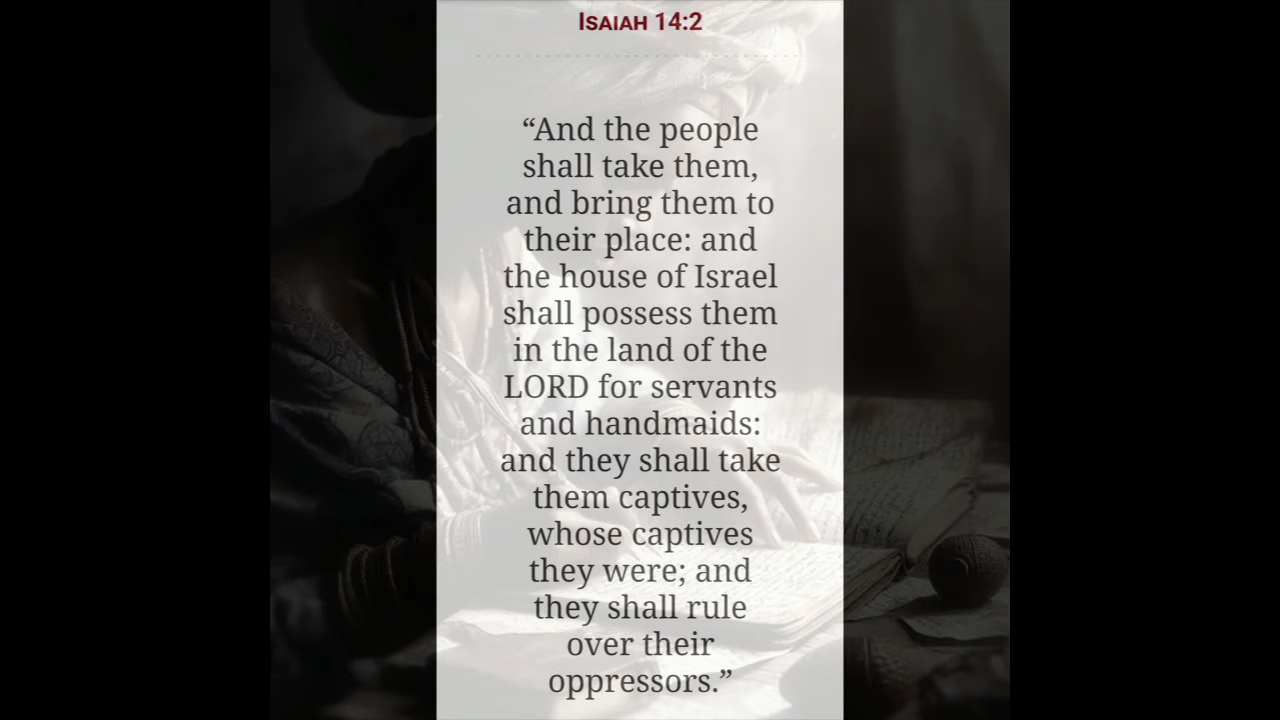 Isaiah 14:2
“And the people
shall take them,
and bring them to
their place: and
the house of Israel
shall possess them
in the land of the
LORD for servants
and handmaids:
and they shall take
them captives,
whose captives
they were; and
they shall rule
over their
oppressors.”